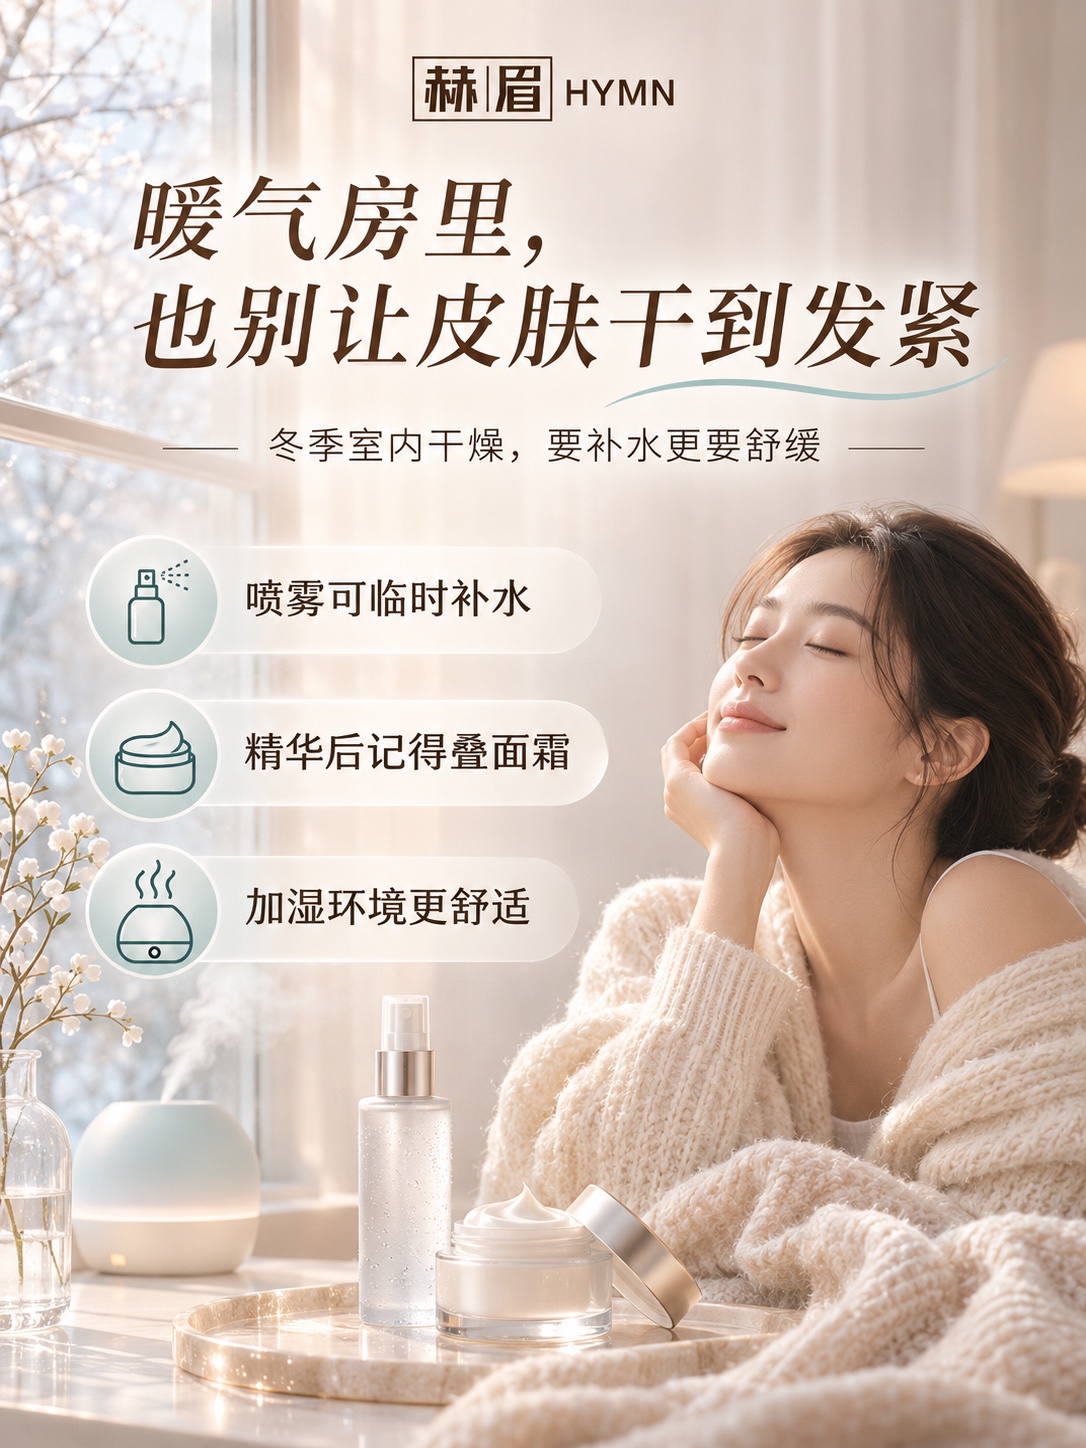 赫眉 HYMN
暖气房里，
也别让皮肤干到发紧
冬季室内干燥，要补水更要舒缓
喷雾可临时补水
精华后记得叠面霜
加湿环境更舒适